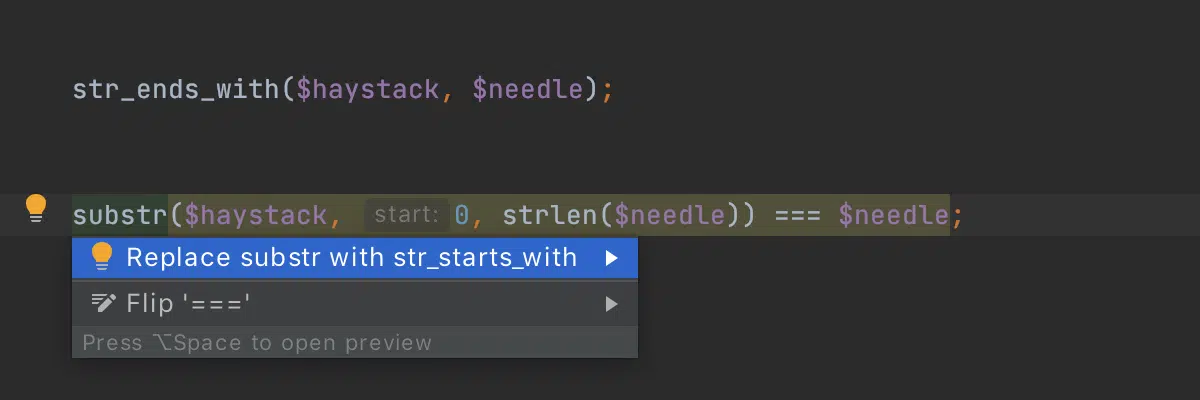 str_ends_with($haystack, $needle);
substr($haystack, start: 0, strlen($needle)) === $needle;
Replace substr with str_starts_with
Flip '==='
Press ⌥Space to open preview